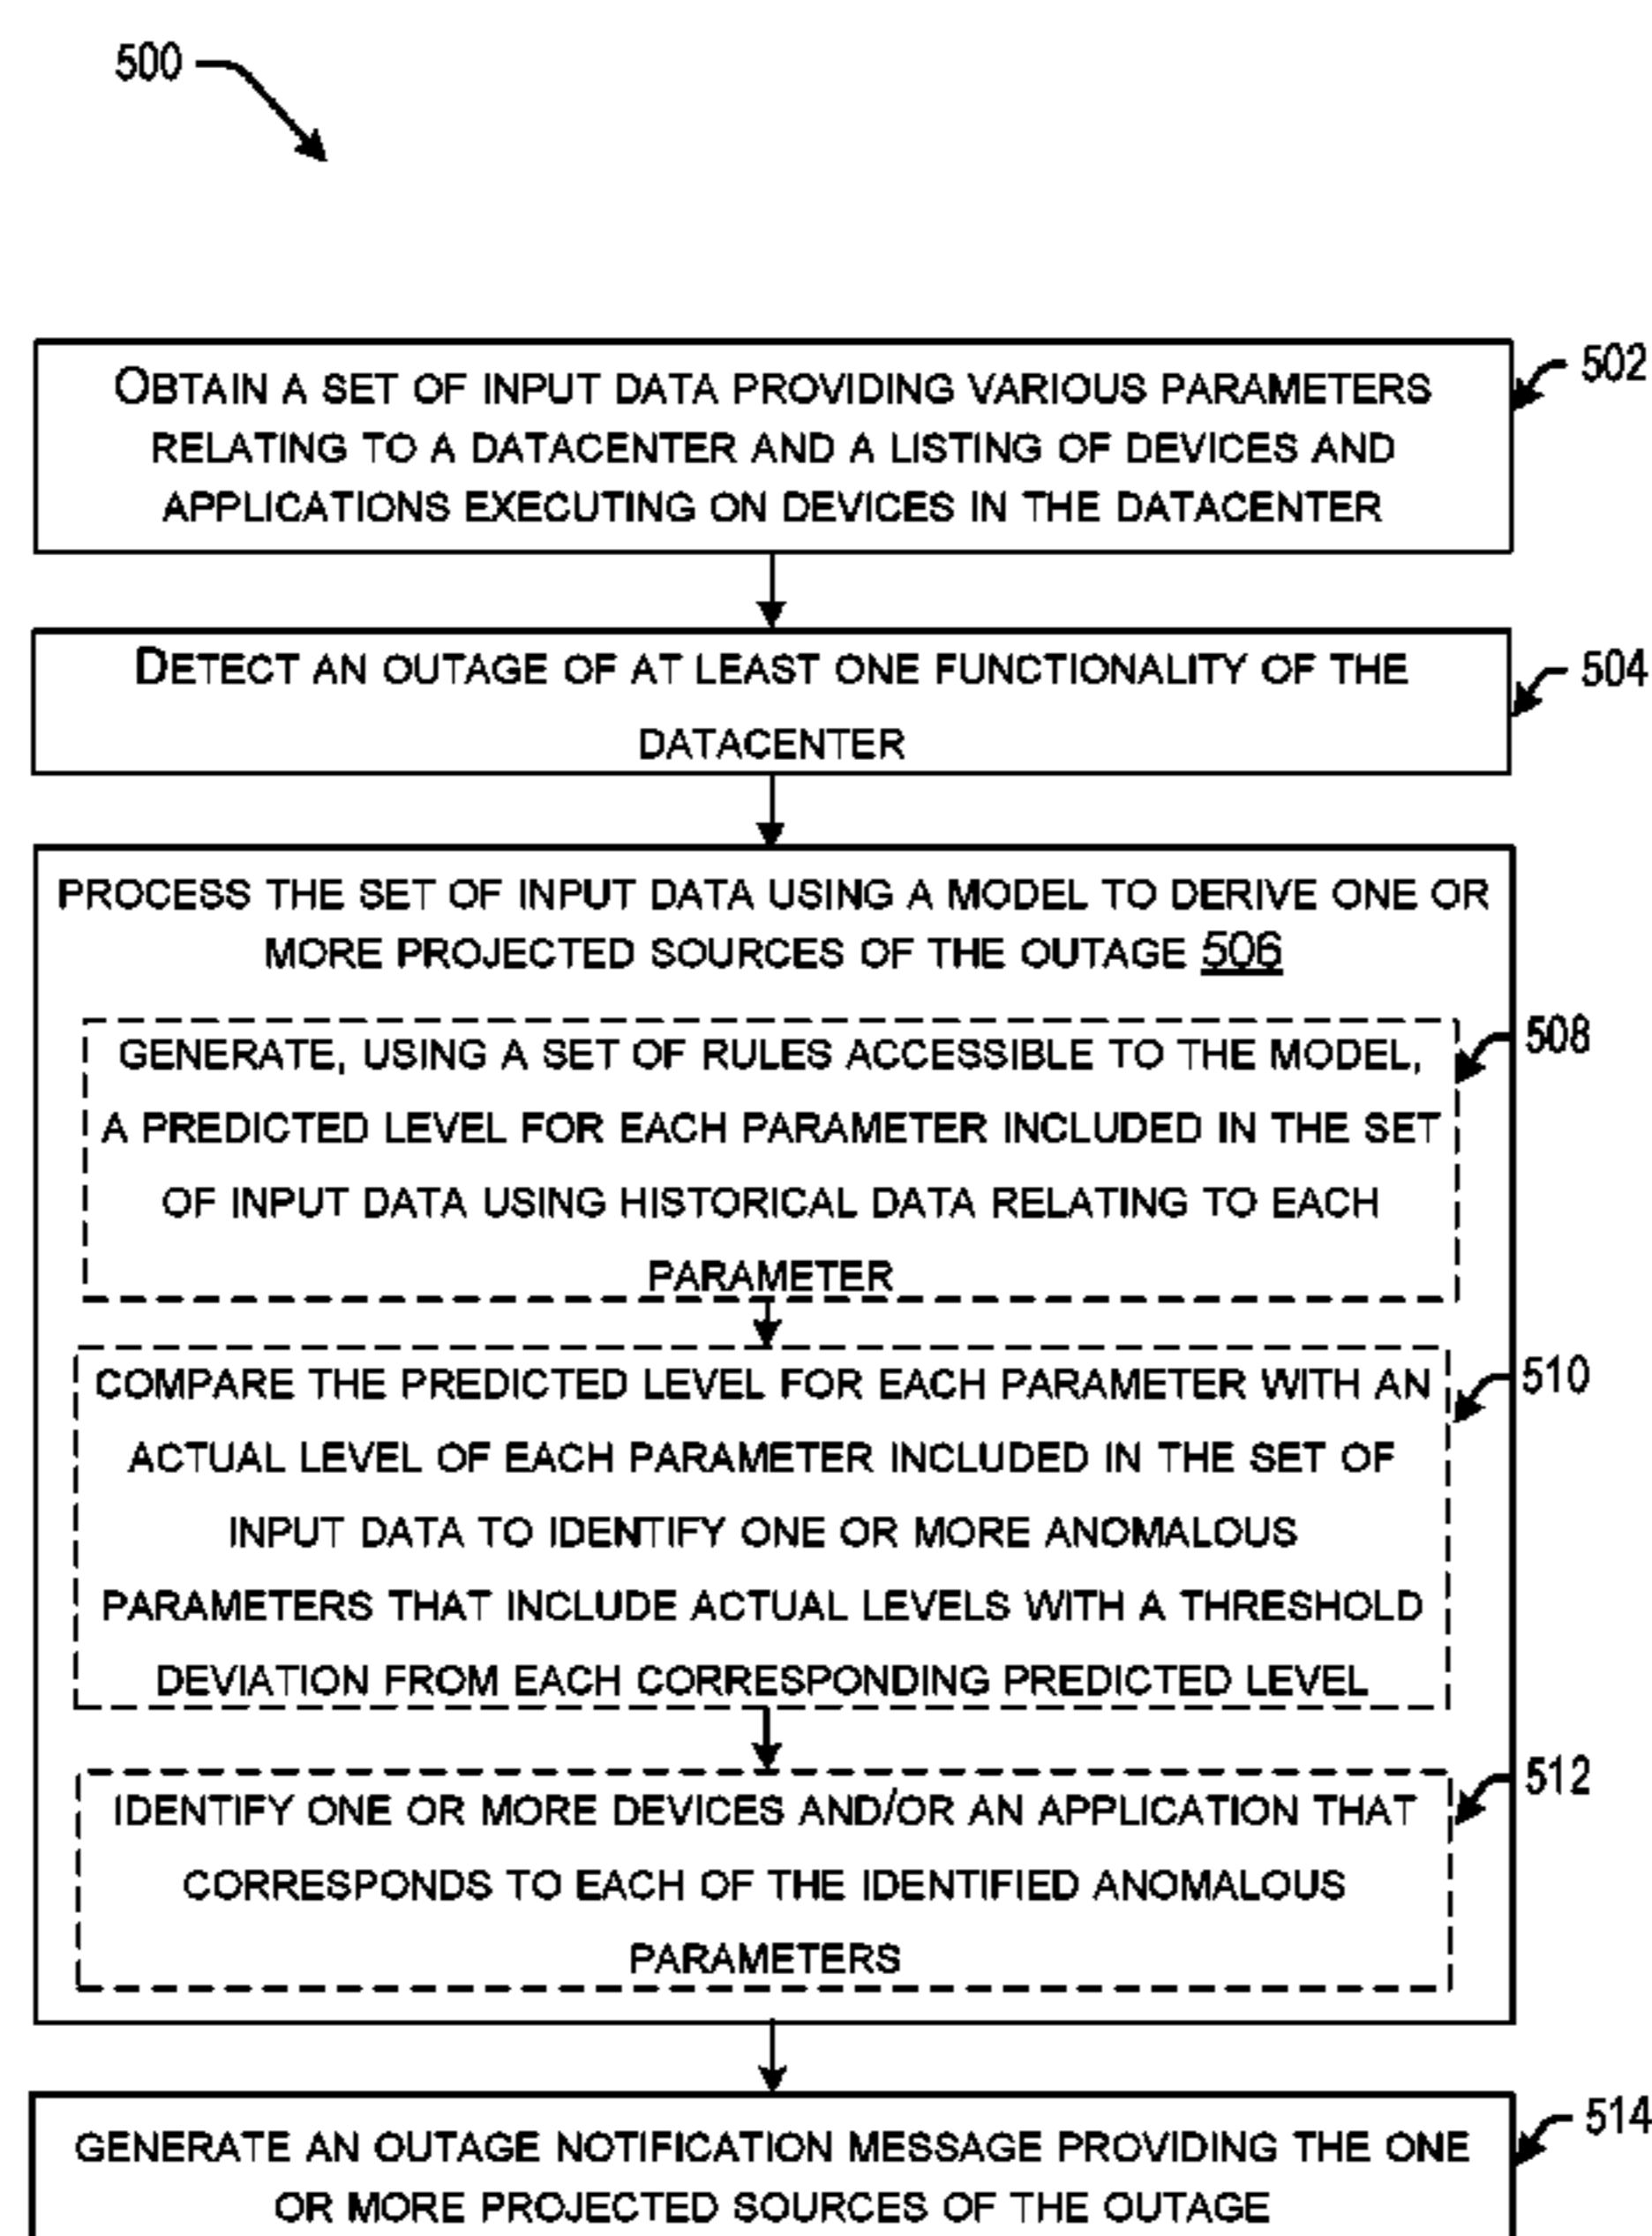 500
OBTAIN A SET OF INPUT DATA PROVIDING VARIOUS PARAMETERS
RELATING TO A DATACENTER AND A LISTING OF DEVICES AND
APPLICATIONS EXECUTING ON DEVICES IN THE DATACENTER
502
DETECT AN OUTAGE OF AT LEAST ONE FUNCTIONALITY OF THE
DATACENTER
504
PROCESS THE SET OF INPUT DATA USING A MODEL TO DERIVE ONE OR
MORE PROJECTED SOURCES OF THE OUTAGE 506
GENERATE, USING A SET OF RULES ACCESSIBLE TO THE MODEL,
A PREDICTED LEVEL FOR EACH PARAMETER INCLUDED IN THE SET
OF INPUT DATA USING HISTORICAL DATA RELATING TO EACH
PARAMETER
508
COMPARE THE PREDICTED LEVEL FOR EACH PARAMETER WITH AN
ACTUAL LEVEL OF EACH PARAMETER INCLUDED IN THE SET OF
INPUT DATA TO IDENTIFY ONE OR MORE ANOMALOUS
PARAMETERS THAT INCLUDE ACTUAL LEVELS WITH A THRESHOLD
DEVIATION FROM EACH CORRESPONDING PREDICTED LEVEL
510
IDENTIFY ONE OR MORE DEVICES AND/OR AN APPLICATION THAT
CORRESPONDS TO EACH OF THE IDENTIFIED ANOMALOUS
PARAMETERS
512
GENERATE AN OUTAGE NOTIFICATION MESSAGE PROVIDING THE ONE
OR MORE PROJECTED SOURCES OF THE OUTAGE
514